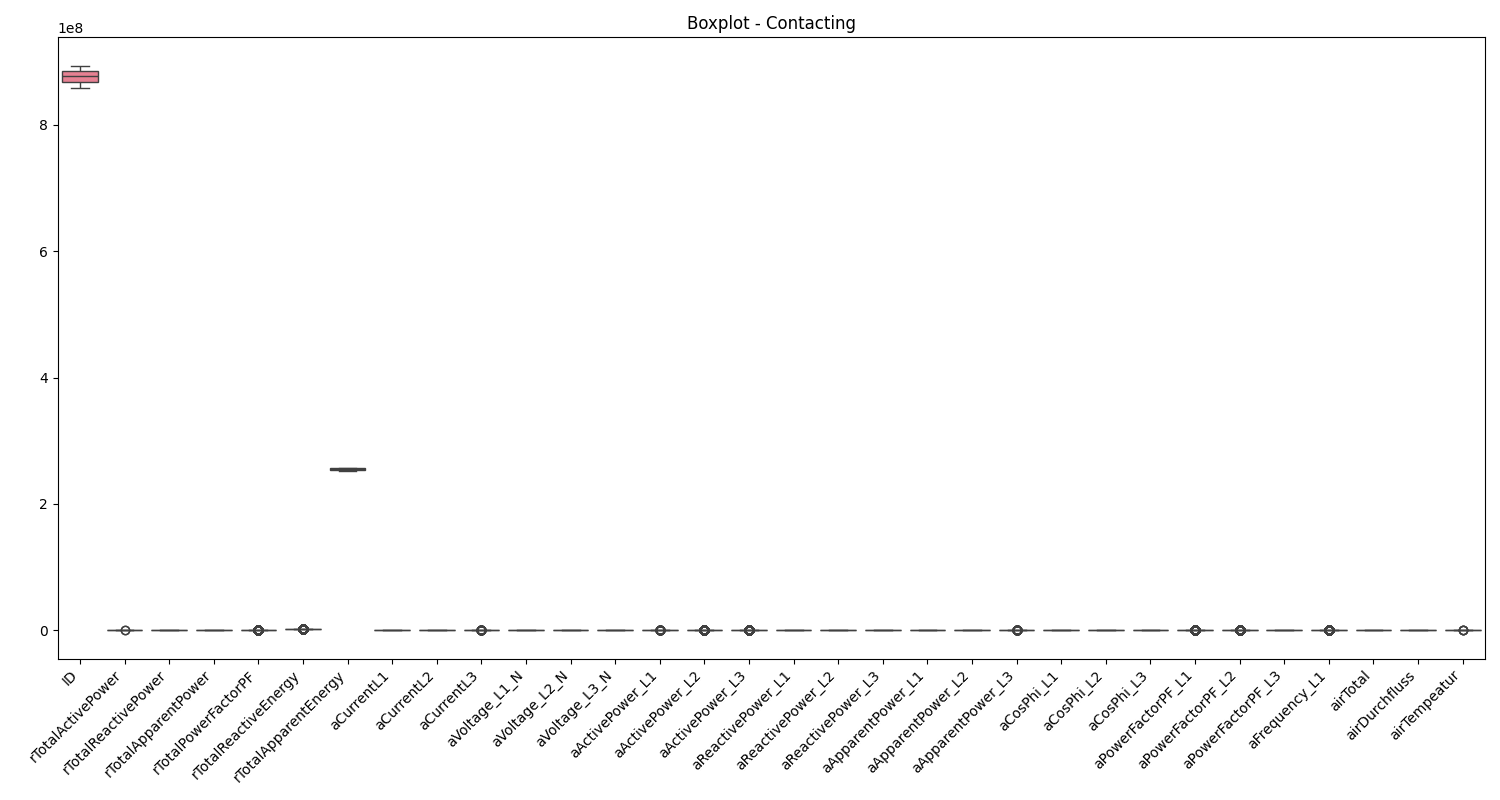 Boxplot - Contacting
1e8
8
6
4
2
0
ID
rTotalActivePower
rTotalReactivePower
rTotalApparentPower
rTotalPowerFactorPF
rTotalReactiveEnergy
rTotalApparentEnergy
aCurrentL1
aCurrentL2
aCurrentL3
aVoltage_L1_N
aVoltage_L2_N
aVoltage_L3_N
aActivePower_L1
aActivePower_L2
aActivePower_L3
aReactivePower_L1
aReactivePower_L2
aReactivePower_L3
aApparentPower_L1
aApparentPower_L2
aApparentPower_L3
aCosPhi_L1
aCosPhi_L2
aCosPhi_L3
aPowerFactorPF_L1
aPowerFactorPF_L2
aPowerFactorPF_L3
aFrequency_L1
airTotal
airDurchfluss
airTempeatur